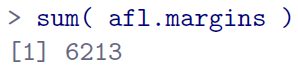 > sum( afl.margins )
[1] 6213